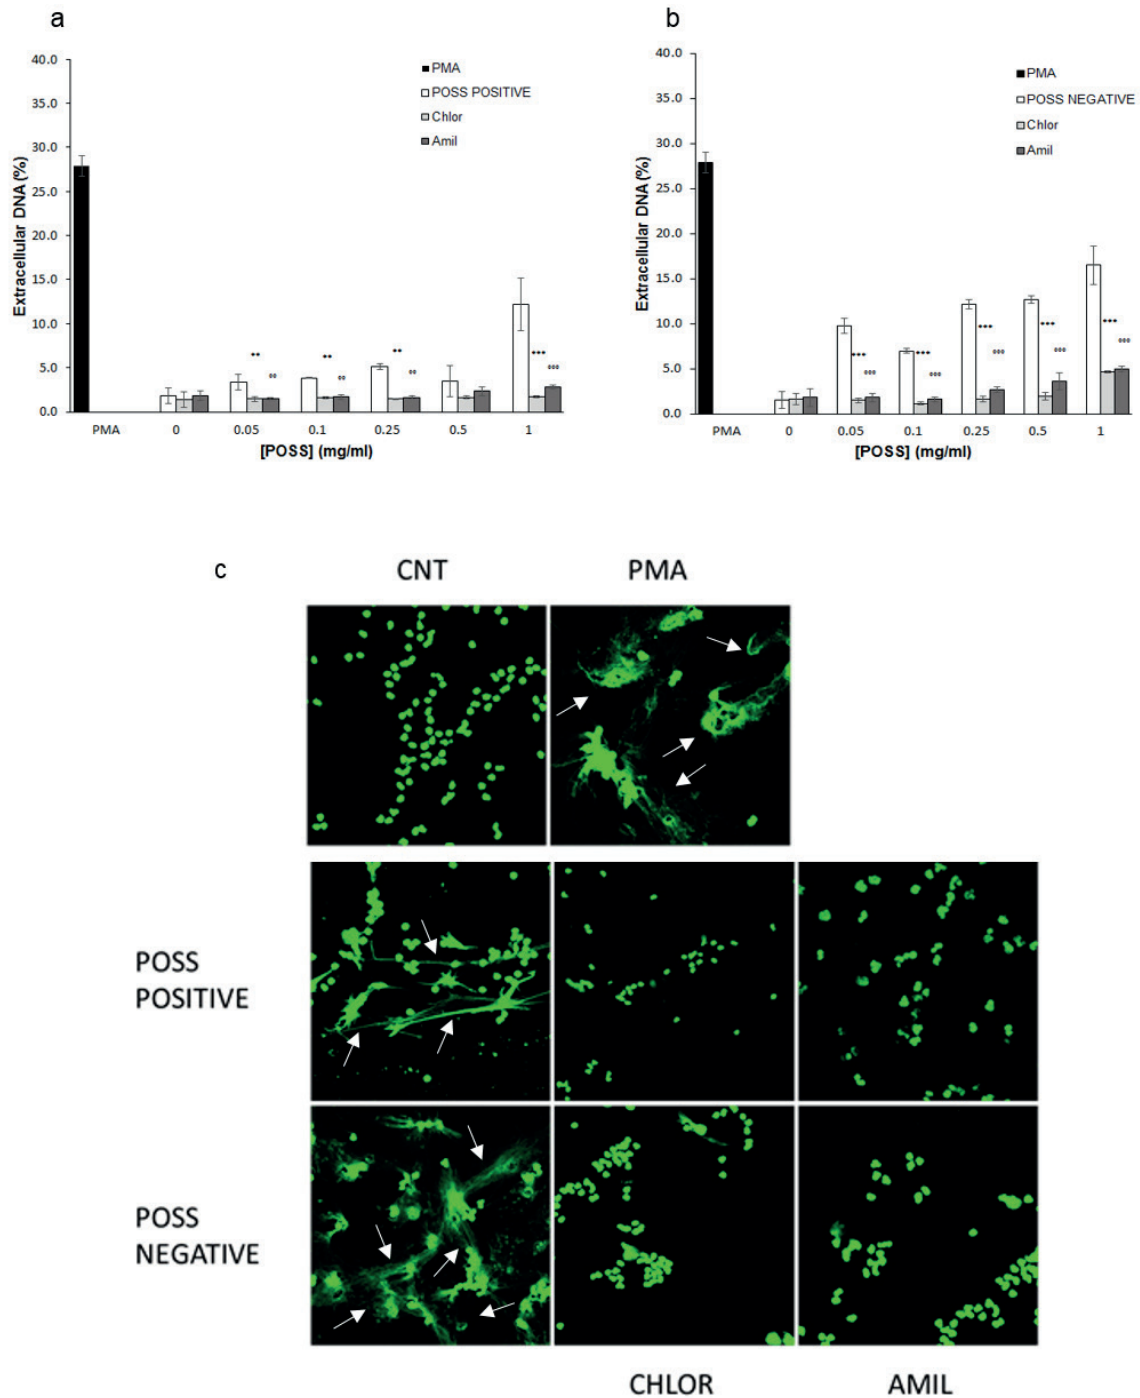 a
40.0
35.0
30.0
25.0
20.0
15.0
10.0
5.0
0.0
Extracellular DNA (%)
PMA
POSS POSITIVE
Chlor
Amil
** ** ** ***
°° °° °° °°°
PMA 0 0.05 0.1 0.25 0.5 1
[POSS] (mg/ml)
b
40.0
35.0
30.0
25.0
20.0
15.0
10.0
5.0
0.0
Extracellular DNA (%)
PMA
POSS NEGATIVE
Chlor
Amil
*** *** *** *** ***
°°° °°° °°° °°° °°°
PMA 0 0.05 0.1 0.25 0.5 1
[POSS] (mg/ml)
c
CNT PMA
POSS
POSITIVE
POSS
NEGATIVE
CHLOR AMIL